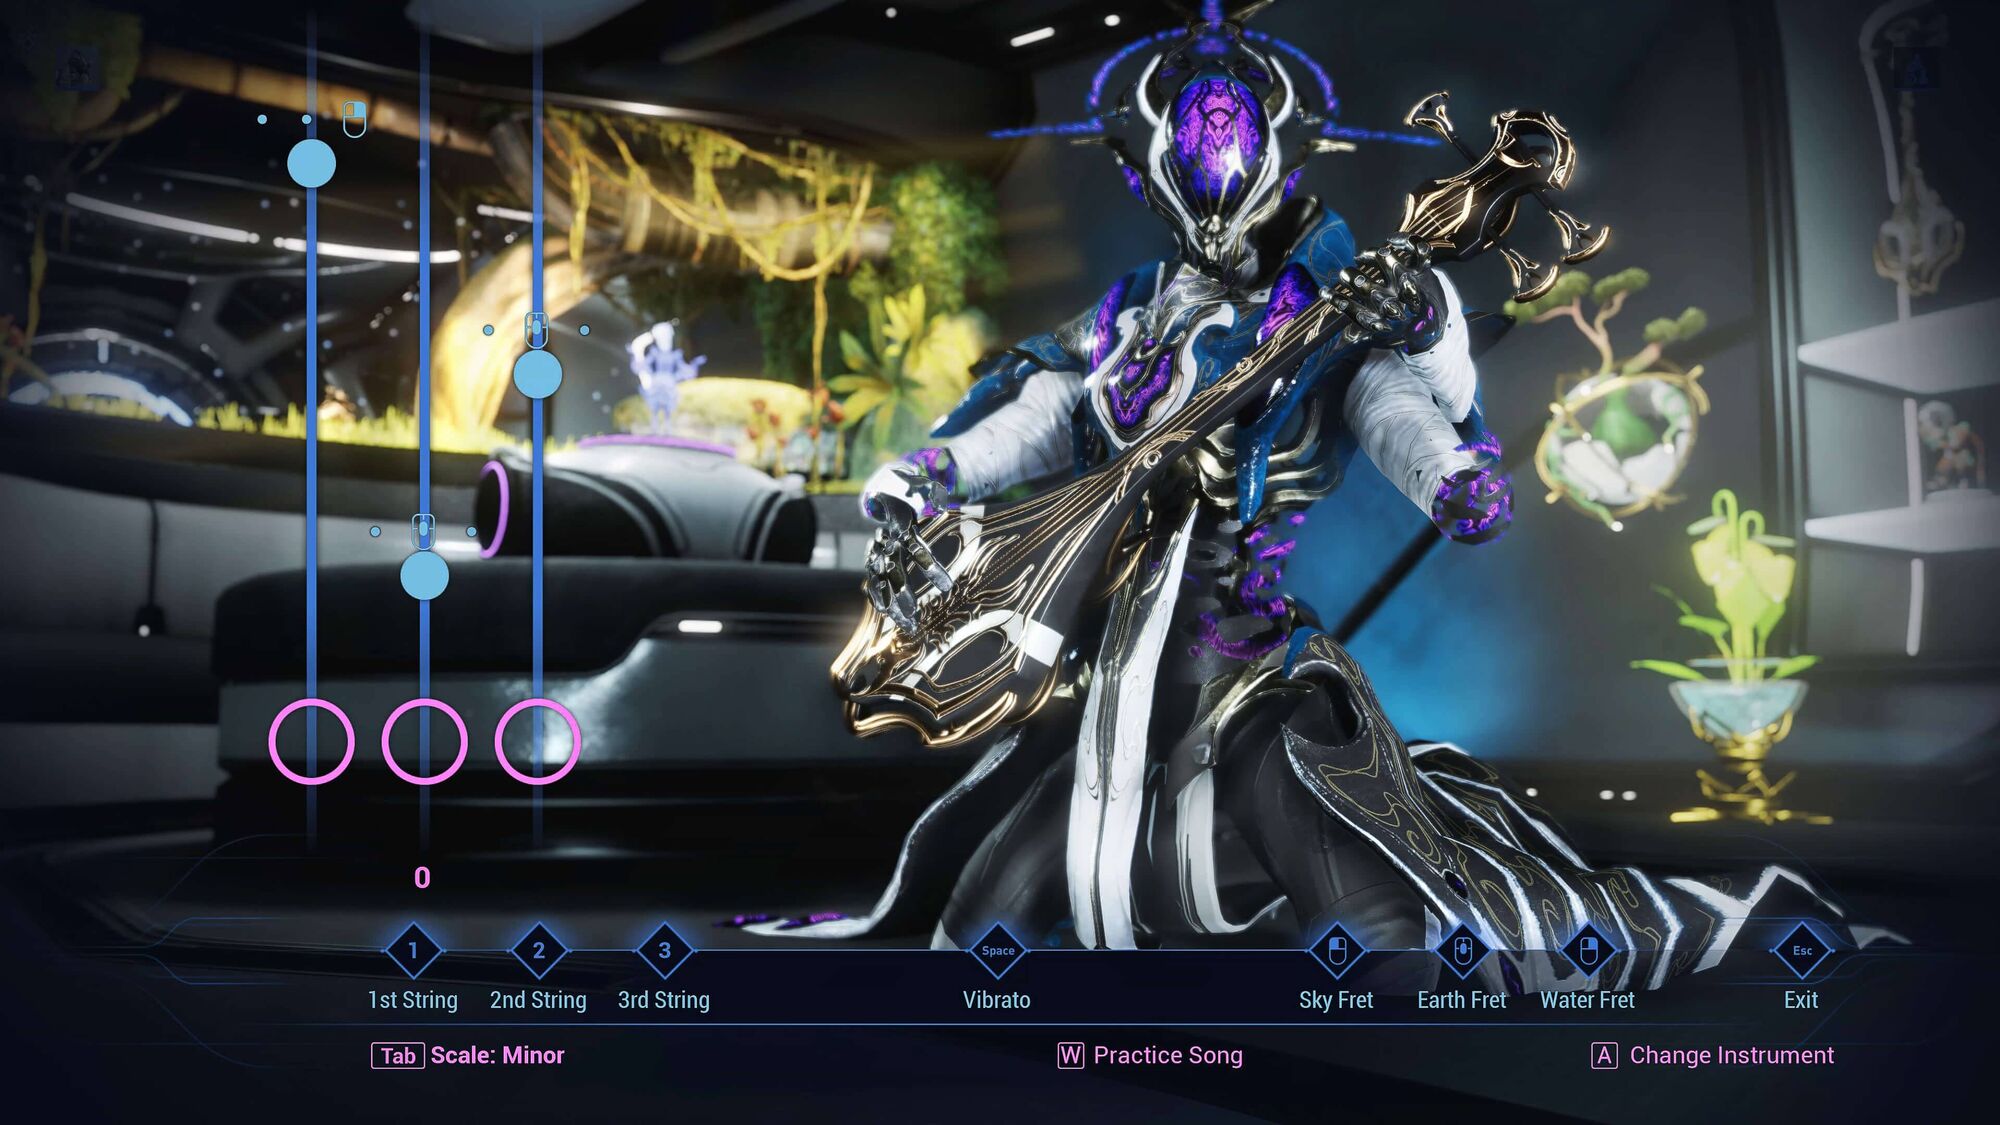 0
1
2
3
Space
Esc
1st String
2nd String
3rd String
Vibrato
Sky Fret
Earth Fret
Water Fret
Exit
Tab Scale: Minor
W Practice Song
A Change Instrument